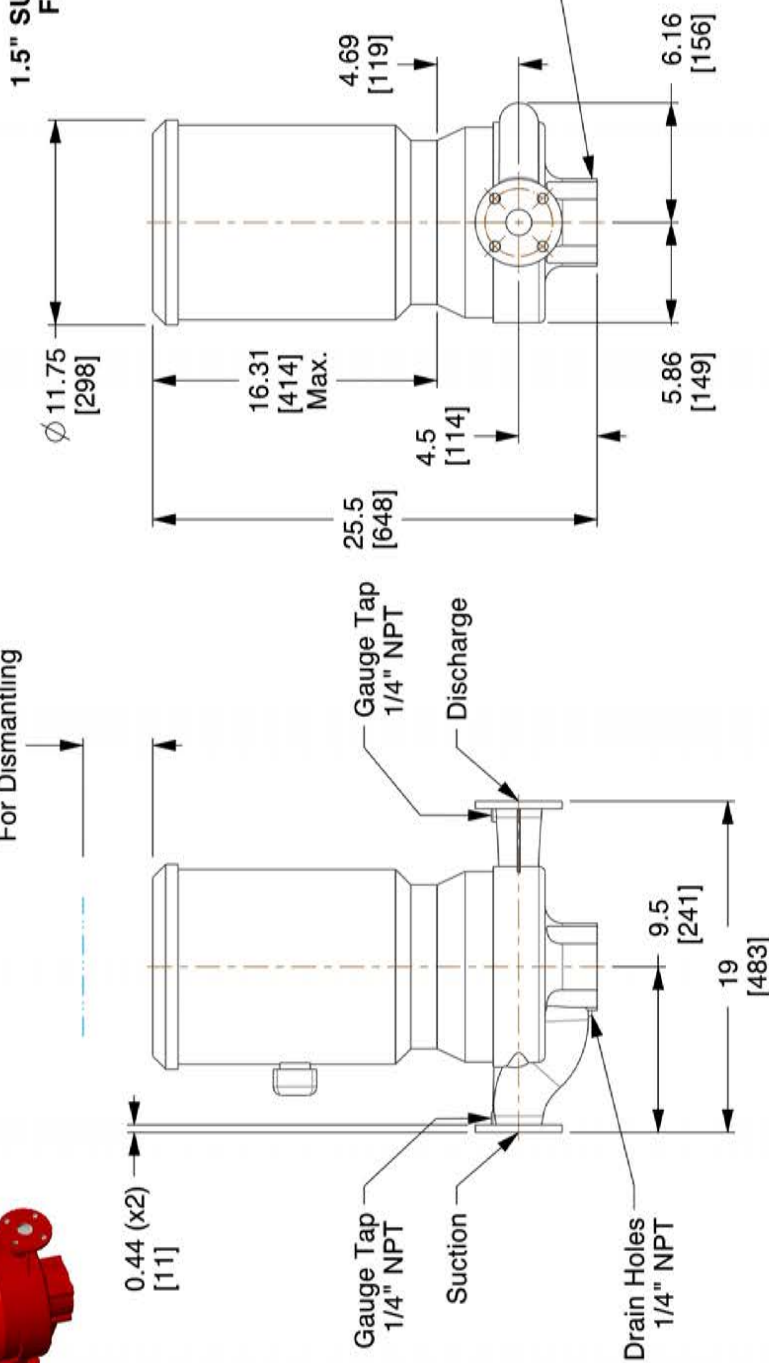 1.5" SU
F
For Dismantling
Ø 11.75
[298]
4.69
[119]
16.31
[414]
Max.
4.5
[114]
25.5
[648]
6.16
[156]
5.86
[149]
0.44 (x2)
[11]
Gauge Tap
1/4" NPT
Discharge
Gauge Tap
1/4" NPT
Suction
Drain Holes
1/4" NPT
9.5
[241]
19
[483]